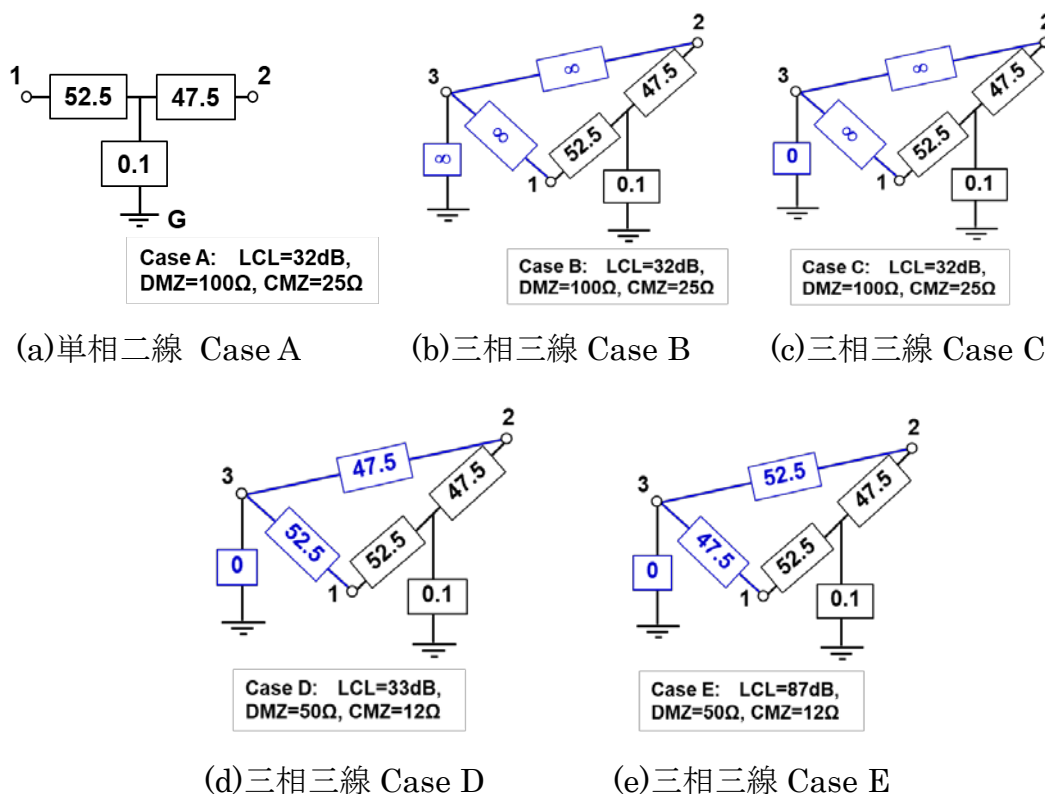 1
52.5
47.5
2
0.1
G
Case A: LCL=32dB,
DMZ=100Ω, CMZ=25Ω
(a)単相二線 Case A
3
∞
2
∞
47.5
∞
52.5
1
0.1
Case B: LCL=32dB,
DMZ=100Ω, CMZ=25Ω
(b)三相三線 Case B
3
∞
2
0
∞
47.5
52.5
1
0.1
Case C: LCL=32dB,
DMZ=100Ω, CMZ=25Ω
(c)三相三線 Case C
3
47.5
2
0
52.5
47.5
52.5
1
0.1
Case D: LCL=33dB,
DMZ=50Ω, CMZ=12Ω
(d)三相三線 Case D
3
52.5
2
0
47.5
47.5
52.5
1
0.1
Case E: LCL=87dB,
DMZ=50Ω, CMZ=12Ω
(e)三相三線 Case E